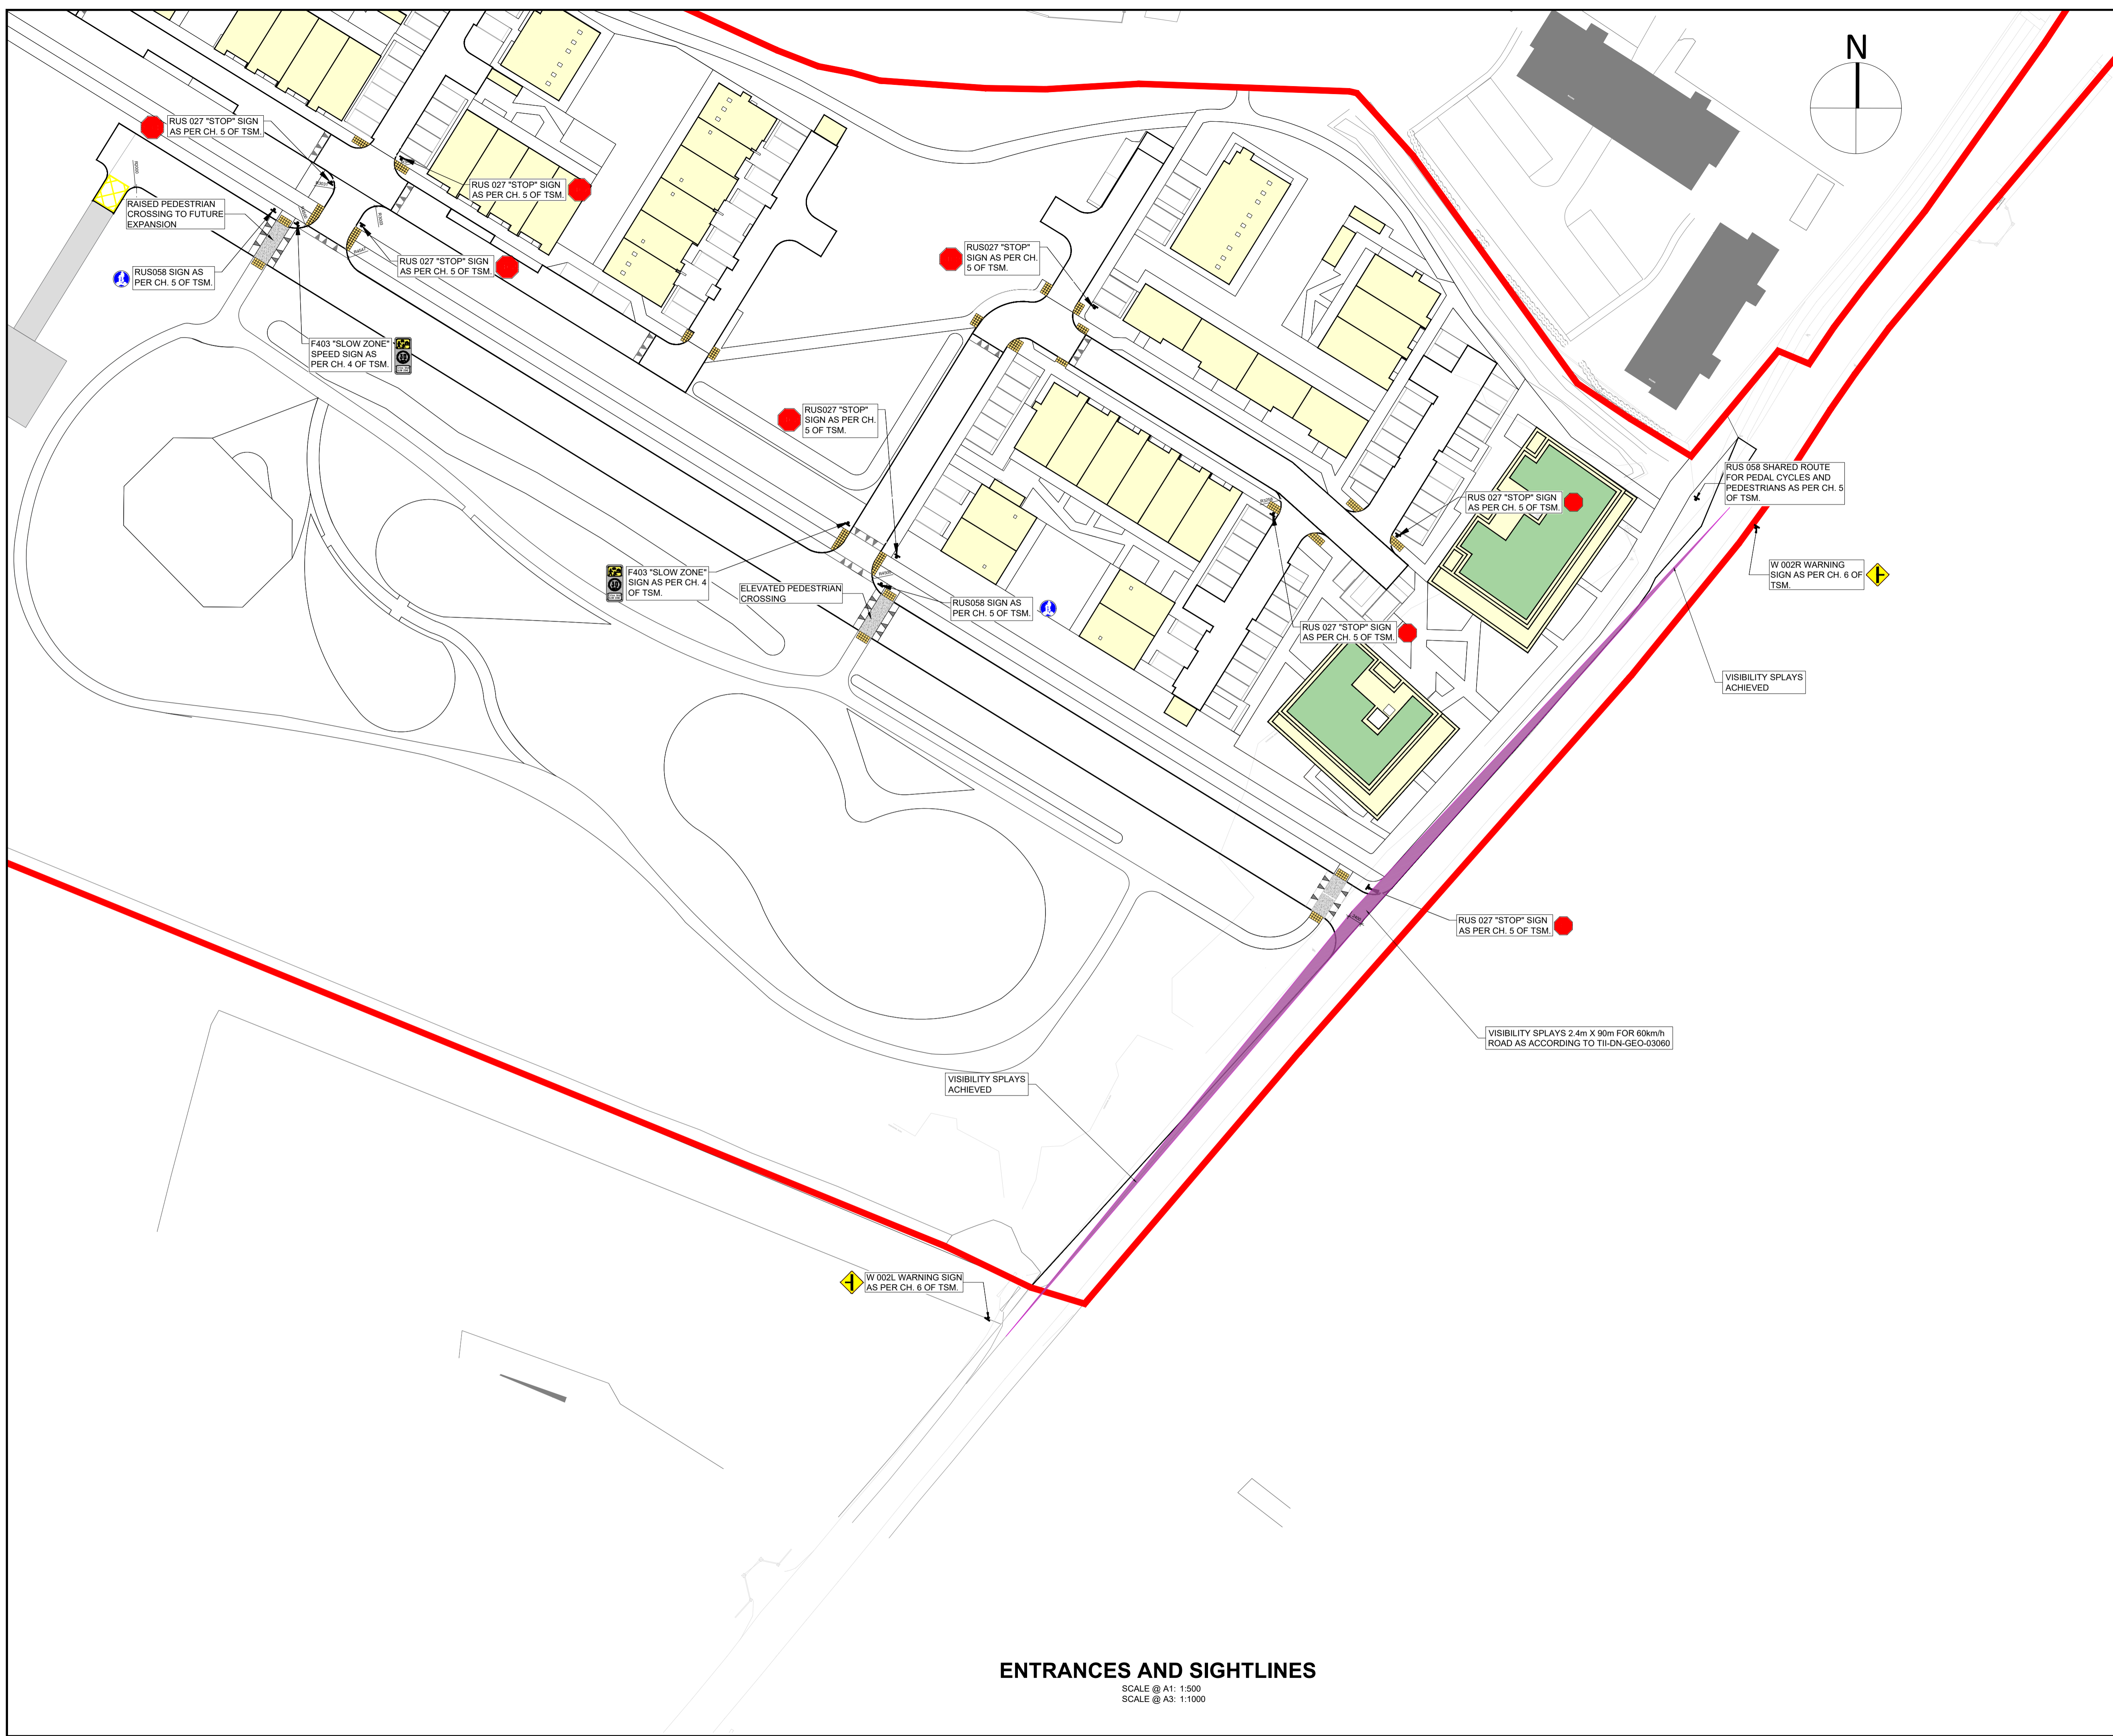 N
RUS 027 "STOP" SIGN
AS PER CH. 5 OF TSM.
RUS 027 "STOP" SIGN
AS PER CH. 5 OF TSM.
RAISED PEDESTRIAN
CROSSING TO FUTURE
EXPANSION
RUS 027 "STOP" SIGN
AS PER CH. 5 OF TSM.
RUS058 SIGN AS
PER CH. 5 OF TSM.
RUS027 "STOP"
SIGN AS PER CH.
5 OF TSM.
F403 "SLOW ZONE"
SPEED SIGN AS
PER CH. 4 OF TSM.
RUS027 "STOP"
SIGN AS PER CH.
5 OF TSM.
RUS 058 SHARED ROUTE
FOR PEDAL CYCLES AND
PEDESTRIANS AS PER CH. 5
OF TSM.
RUS 027 "STOP" SIGN
AS PER CH. 5 OF TSM.
W 002R WARNING
SIGN AS PER CH. 6 OF
TSM.
F403 "SLOW ZONE"
SIGN AS PER CH. 4
OF TSM.
ELEVATED PEDESTRIAN
CROSSING
RUS058 SIGN AS
PER CH. 5 OF TSM.
RUS 027 "STOP" SIGN
AS PER CH. 5 OF TSM.
VISIBILITY SPLAYS
ACHIEVED
RUS 027 "STOP" SIGN
AS PER CH. 5 OF TSM.
VISIBILITY SPLAYS 2.4m X 90m FOR 60km/h
ROAD AS ACCORDING TO TII-DN-GEO-03060
VISIBILITY SPLAYS
ACHIEVED
W 002L WARNING SIGN
AS PER CH. 6 OF TSM.
ENTRANCES AND SIGHTLINES
SCALE @ A1: 1:500
SCALE @ A3: 1:1000